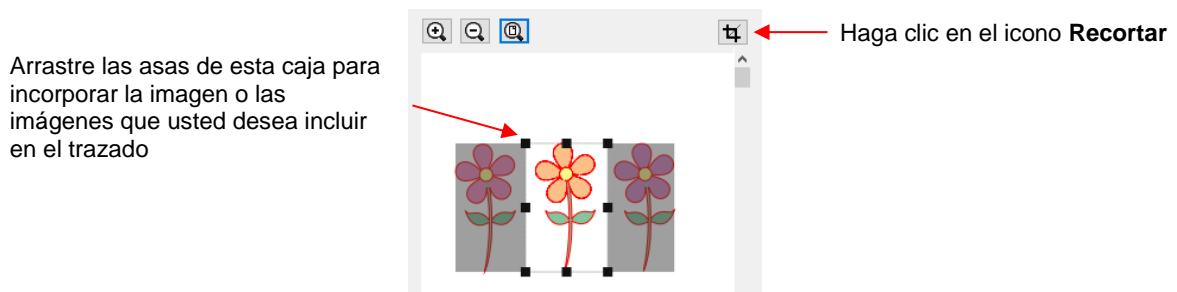 Haga clic en el icono Recortar
Arrastre las asas de esta caja para
incorporar la imagen o las
imágenes que usted desea incluir
en el trazado